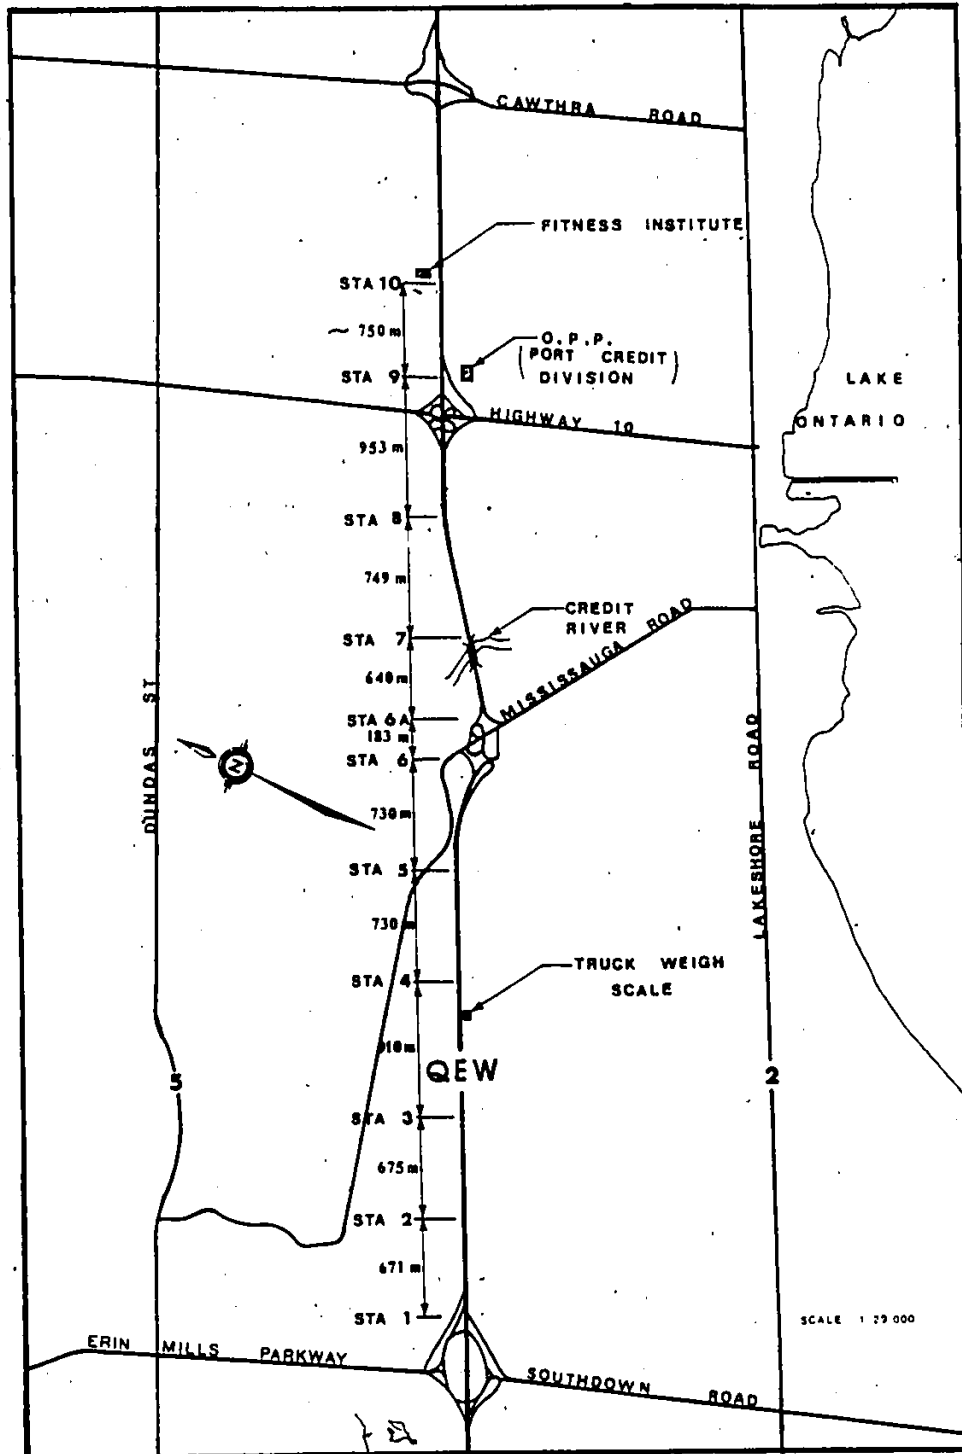 CAWTHRA ROAD
FITNESS INSTITUTE
STA 10
~ 750 m
O.P.P.
(PORT CREDIT)
DIVISION
STA 9
LAKE
ONTARIO
HIGHWAY 10
953 m
STA 8
749 m
CREDIT
RIVER
STA 7
MISSISSAUGA ROAD
640 m
STA 6A
183 m
STA 6
N
DUNDAS ST
LAKESHORE ROAD
730 m
STA 5
730 m
TRUCK WEIGH
SCALE
STA 4
QEW
5
2
STA 3
675 m
STA 2
671 m
STA 1
SCALE 1
ERIN MILLS PARKWAY
SOUTHDOWN ROAD